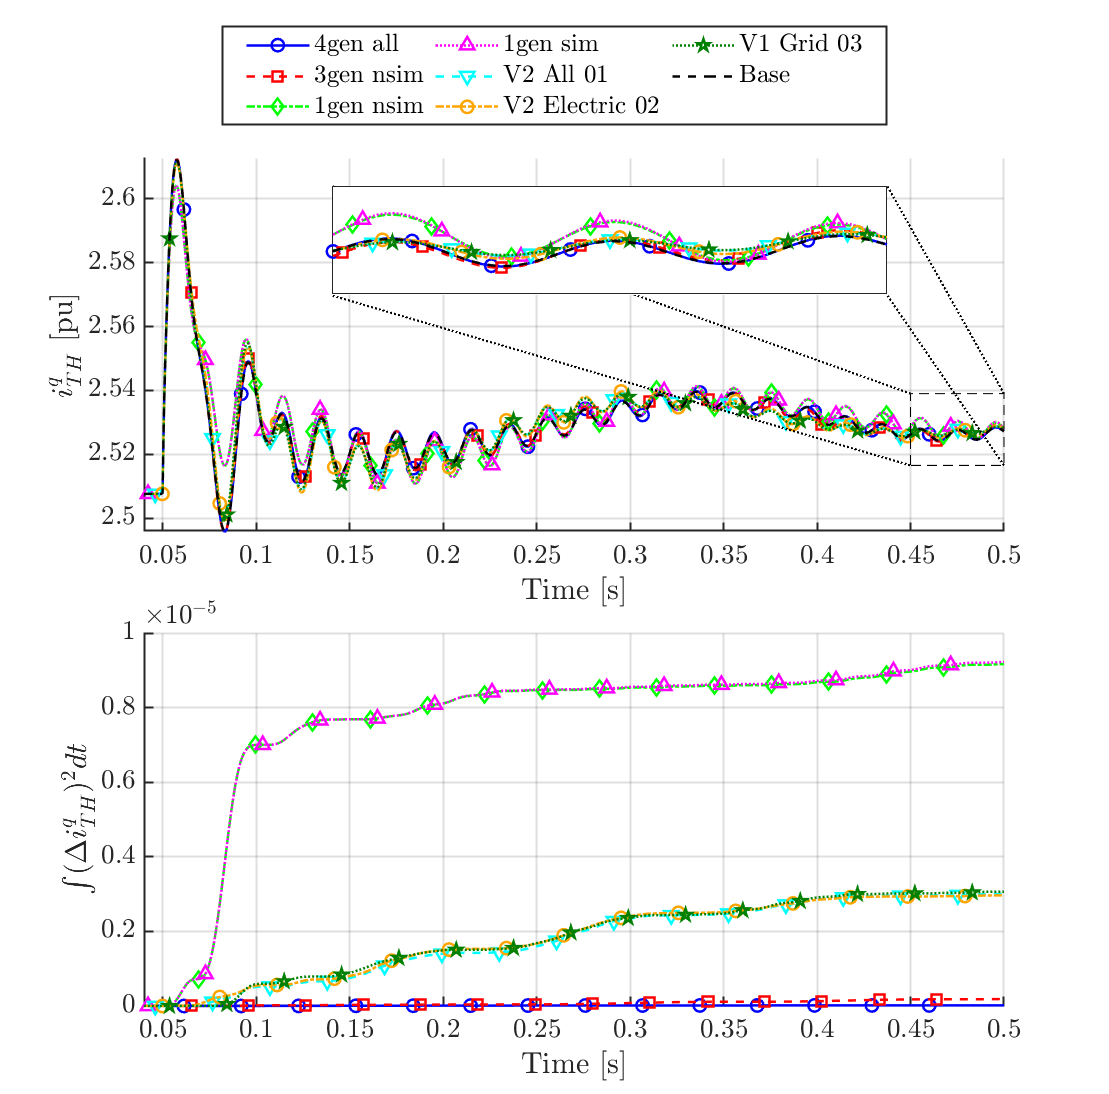 4gen all 1gen sim V1 Grid 03
3gen nsim V2 All 01 Base
1gen nsim V2 Electric 02
2.6
2.58
2.56
2.54
2.52
2.5
i_{TH}^{q} [pu]
0.05 0.1 0.15 0.2 0.25 0.3 0.35 0.4 0.45 0.5
Time [s]
×10^{-5}
1
0.8
0.6
0.4
0.2
0
∫(Δi_{TH}^{q})^2 dt
0.05 0.1 0.15 0.2 0.25 0.3 0.35 0.4 0.45 0.5
Time [s]